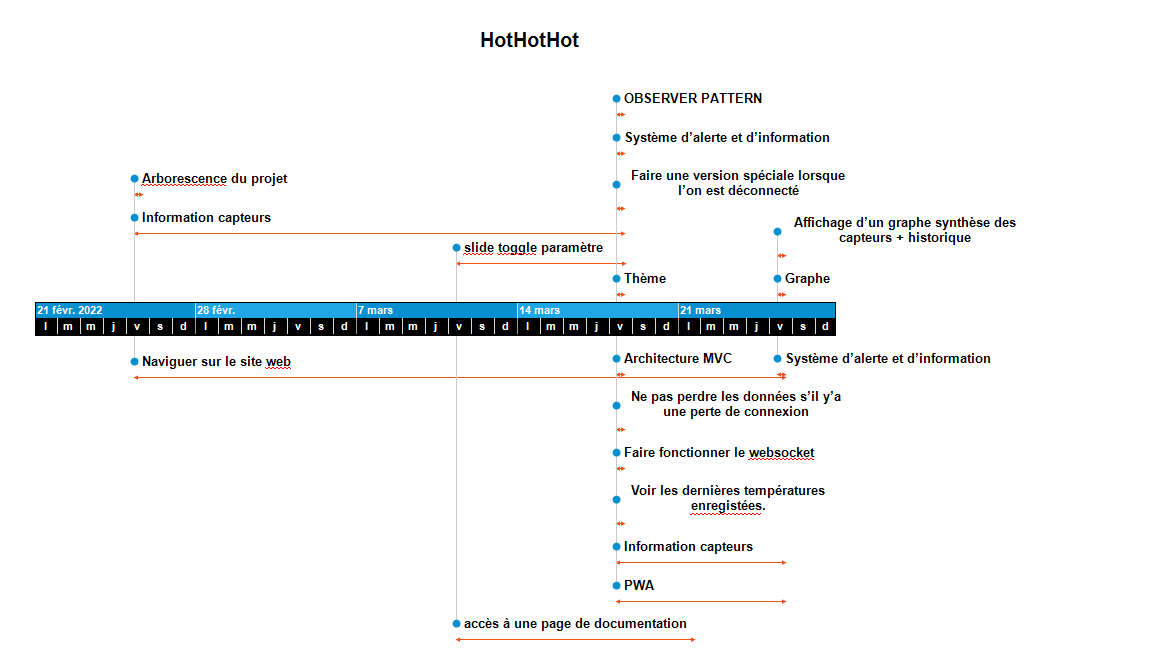 HotHotHot
OBSERVER PATTERN
Système d’alerte et d’information
Faire une version spéciale lorsque
l’on est déconnecté
Arborescence du projet
Information capteurs
Affichage d’un graphe synthèse des
capteurs + historique
slide toggle paramètre
Thème
Graphe
21 févr. 2022 28 févr. 7 mars 14 mars 21 mars
l m m j v s d l m m j v s d l m m j v s d l m m j v s d l m m j v s d
Naviguer sur le site web
Architecture MVC
Système d’alerte et d’information
Ne pas perdre les données s’il y’a
une perte de connexion
Faire fonctionner le websocket
Voir les dernières températures
enregistées.
Information capteurs
PWA
accès à une page de documentation